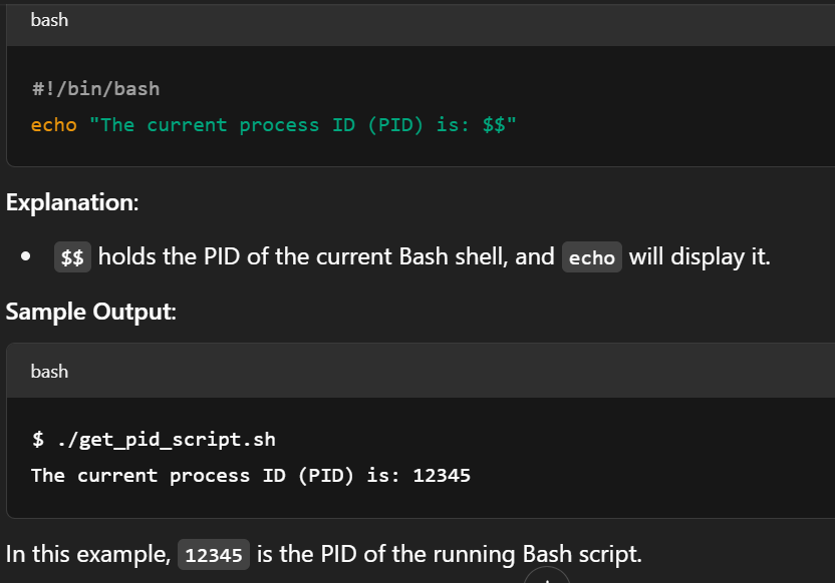 bash
#!/bin/bash
echo "The current process ID (PID) is: $$"
Explanation:
• $$ holds the PID of the current Bash shell, and echo will display it.
Sample Output:
bash
$ ./get_pid_script.sh
The current process ID (PID) is: 12345
In this example, 12345 is the PID of the running Bash script.